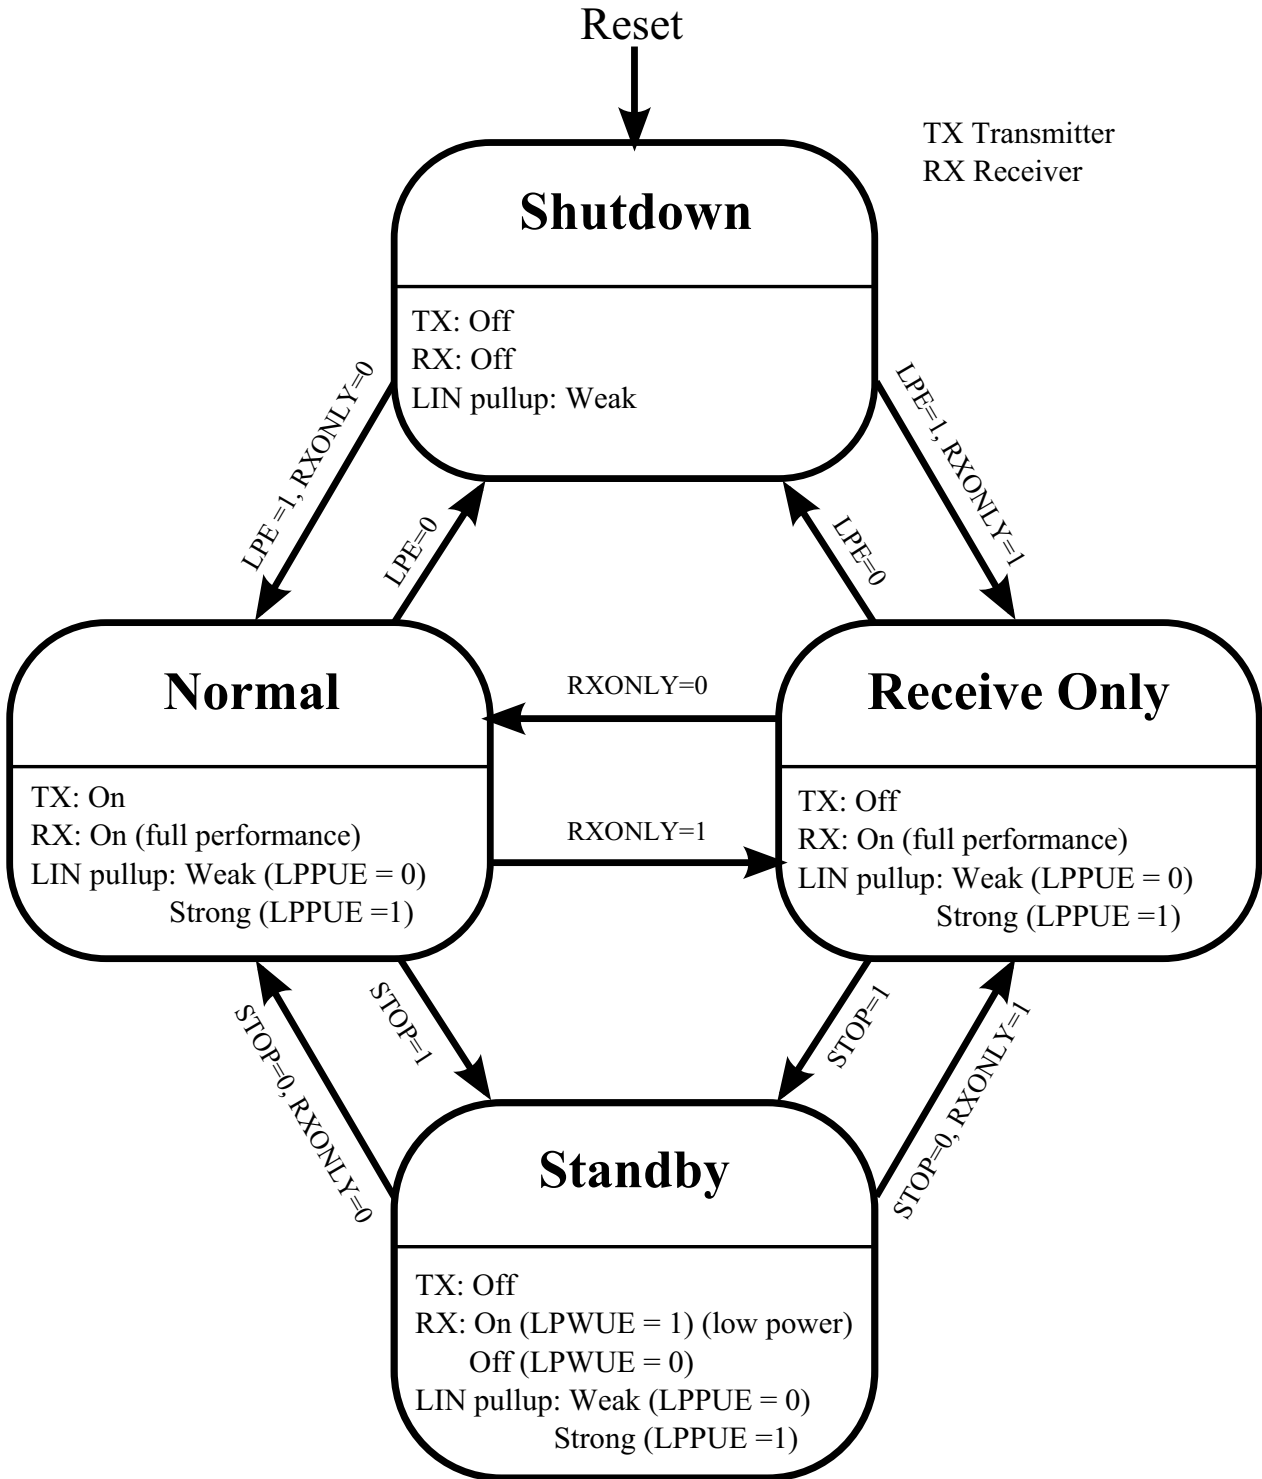 Reset
TX Transmitter
RX Receiver
Shutdown
TX: Off
RX: Off
LIN pullup: Weak
LPE =1, RXONLY=0
LPE=0
LPE=0
LPE=1, RXONLY=1
Normal
TX: On
RX: On (full performance)
LIN pullup: Weak (LPPUE = 0)
Strong (LPPUE =1)
RXONLY=0
RXONLY=1
Receive Only
TX: Off
RX: On (full performance)
LIN pullup: Weak (LPPUE = 0)
Strong (LPPUE =1)
STOP=0, RXONLY=0
STOP=1
STOP=1
STOP=0, RXONLY=1
Standby
TX: Off
RX: On (LPWUE = 1) (low power)
Off (LPWUE = 0)
LIN pullup: Weak (LPPUE = 0)
Strong (LPPUE =1)